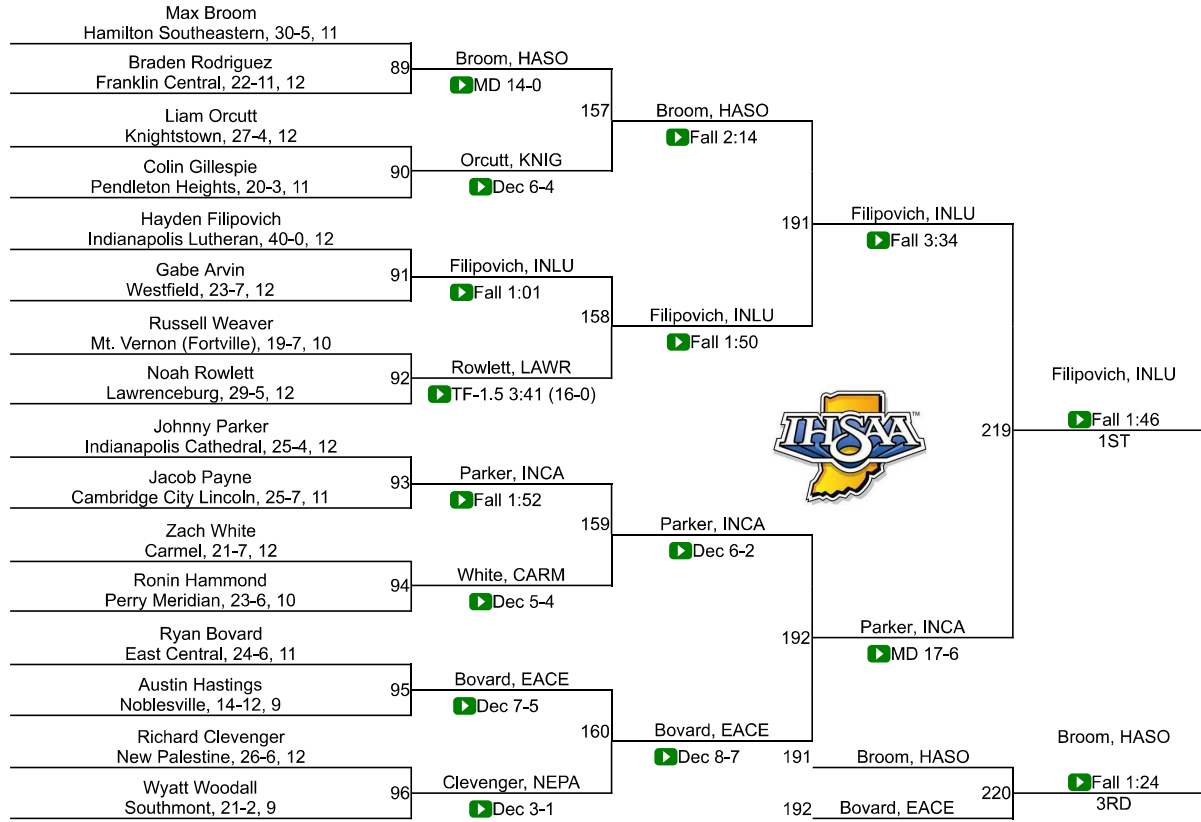 Max Broom
Hamilton Southeastern, 30-5, 11
Braden Rodriguez
Franklin Central, 22-11, 12
89
Broom, HASO
MD 14-0
Liam Orcutt
Knightstown, 27-4, 12
Colin Gillespie
Pendleton Heights, 20-3, 11
90
Orcutt, KNIG
Dec 6-4
157
Broom, HASO
Fall 2:14
Hayden Filipovich
Indianapolis Lutheran, 40-0, 12
Gabe Arvin
Westfield, 23-7, 12
91
Filipovich, INLU
Fall 1:01
Russell Weaver
Mt. Vernon (Fortville), 19-7, 10
Noah Rowlett
Lawrenceburg, 29-5, 12
92
Rowlett, LAWR
TF-1.5 3:41 (16-0)
158
Filipovich, INLU
Fall 1:50
191
Filipovich, INLU
Fall 3:34
Johnny Parker
Indianapolis Cathedral, 25-4, 12
Jacob Payne
Cambridge City Lincoln, 25-7, 11
93
Parker, INCA
Fall 1:52
Zach White
Carmel, 21-7, 12
Ronin Hammond
Perry Meridian, 23-6, 10
94
White, CARM
Dec 5-4
159
Parker, INCA
Dec 6-2
Ryan Bovard
East Central, 24-6, 11
Austin Hastings
Noblesville, 14-12, 9
95
Bovard, EACE
Dec 7-5
Richard Clevenger
New Palestine, 26-6, 12
Wyatt Woodall
Southmont, 21-2, 9
96
Clevenger, NEPA
Dec 3-1
160
Bovard, EACE
Dec 8-7
192
Parker, INCA
MD 17-6
IHSAA
TM
219
Filipovich, INLU
Fall 1:46
1ST
191
Broom, HASO
192
Bovard, EACE
220
Broom, HASO
Fall 1:24
3RD